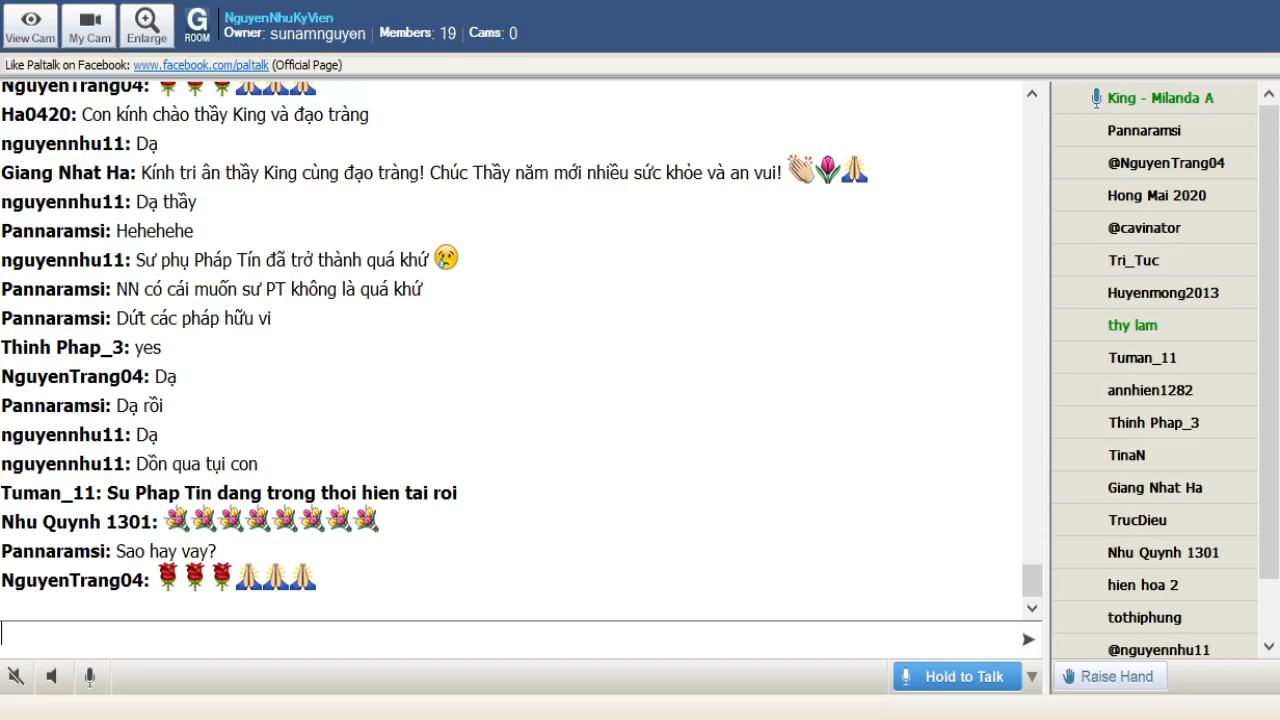 View Cam
My Cam
Enlarge
G
ROOM
NguyenNhuKyVien
Owner: sunamnguyen Members: 19 Cams: 0
Like Paltalk on Facebook: www.facebook.com/paltalk (Official Page)
NguyenTrang04:
Ha0420: Con kính chào thầy King và đạo tràng
nguyennhu11: Dạ
Giang Nhat Ha: Kính tri ân thầy King cùng đạo tràng! Chúc Thầy năm mới nhiều sức khỏe và an vui!
nguyennhu11: Dạ thầy
Pannaramsi: Hehehehe
nguyennhu11: Sư phụ Pháp Tín đã trở thành quá khứ
Pannaramsi: NN có cái muốn sư PT không là quá khứ
Pannaramsi: Dứt các pháp hữu vi
Thinh Phap_3: yes
NguyenTrang04: Dạ
Pannaramsi: Dạ rồi
nguyennhu11: Dạ
nguyennhu11: Dồn qua tụi con
Tuman_11: Su Phap Tin dang trong thoi hien tai roi
Nhu Quynh 1301:
Pannaramsi: Sao hay vay?
NguyenTrang04:
Hold to Talk
King - Milanda A
Pannaramsi
@NguyenTrang04
Hong Mai 2020
@cavinator
Tri_Tuc
Huyenmong2013
thy lam
Tuman_11
annhien1282
Thinh Phap_3
TinaN
Giang Nhat Ha
TrucDieu
Nhu Quynh 1301
hien hoa 2
tothiphung
@nguyennhu11
Raise Hand